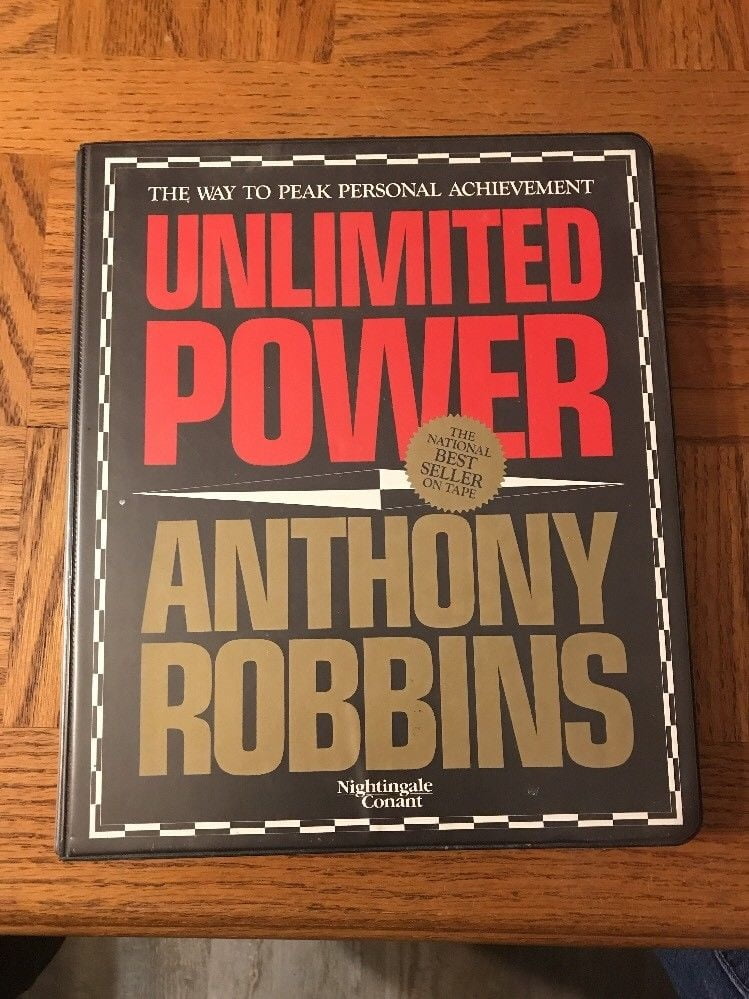 THE WAY TO PEAK PERSONAL ACHIEVEMENT
UNLIMITED
POWER
THE
NATIONAL
BEST
SELLER
ON TAPE
ANTHONY
ROBBINS
Nightingale
Conant